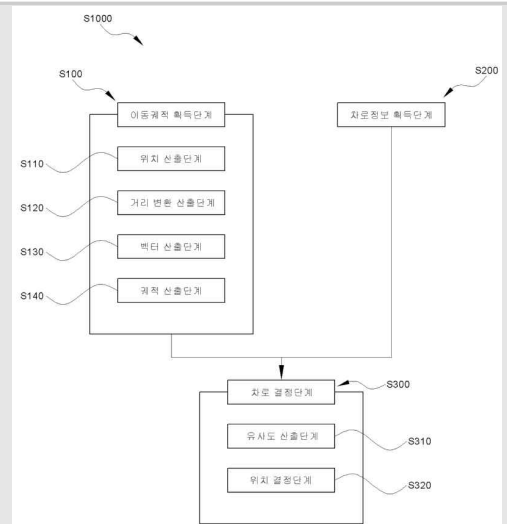 S1000
S100
S200
이동궤적 획득단계
차로정보 획득단계
S110
위치 산출단계
S120
거리 변환 산출단계
S130
벡터 산출단계
S140
궤적 산출단계
차로 결정단계
S300
유사도 산출단계
S310
위치 결정단계
S320